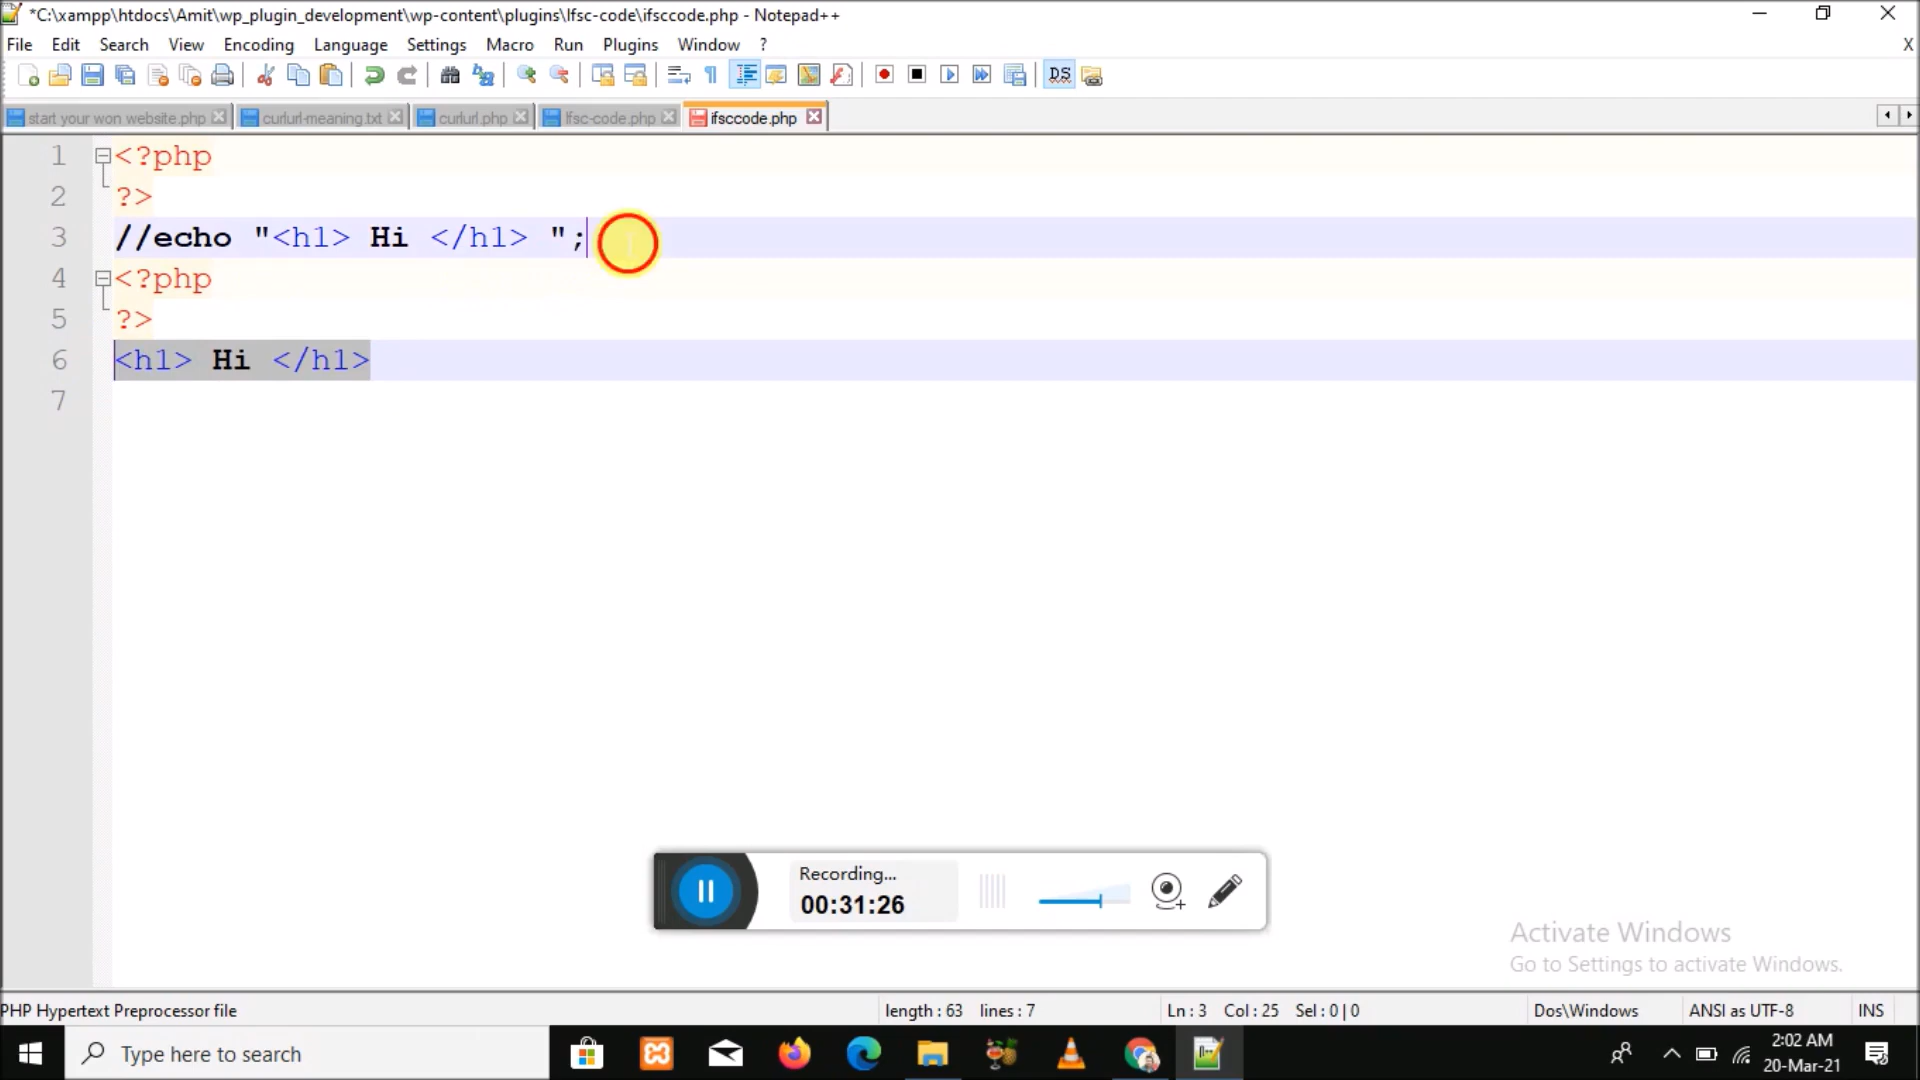 *C:\xampp\htdocs\Amit\wp_plugin_development\wp-content\plugins\Ifsc-code\ifsccode.php - Notepad++
File Edit Search View Encoding Language Settings Macro Run Plugins Window ? X
start your won website.php curlurl-meaning.txt curlurl.php Ifsc-code.php ifsccode.php
1 <?php
2 ?>
3 //echo "<h1> Hi </h1> ";
4 <?php
5 ?>
6 <h1> Hi </h1>
7
Recording...
00:31:26
Activate Windows
Go to Settings to activate Windows.
PHP Hypertext Preprocessor file length : 63 lines : 7 Ln : 3 Col : 25 Sel : 0 | 0 Dos\Windows ANSI as UTF-8 INS
Type here to search
2:02 AM
20-Mar-21